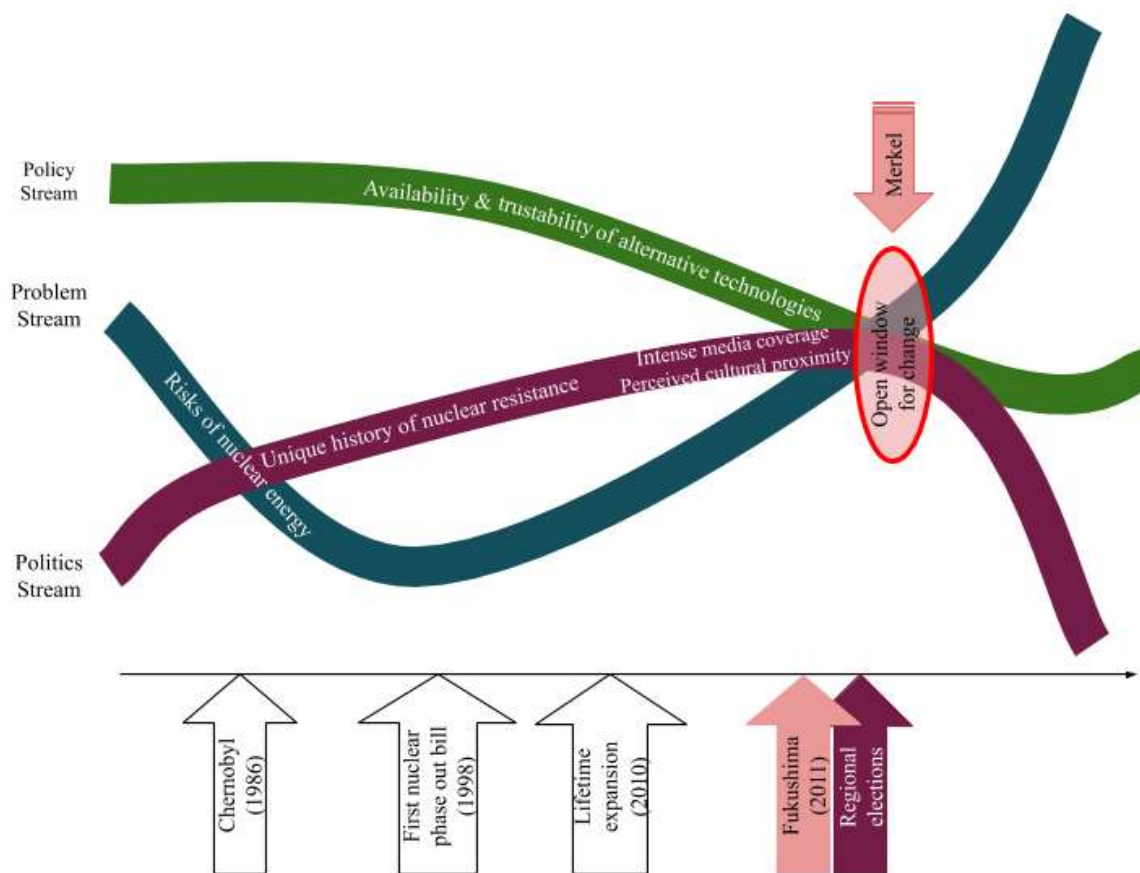 Policy
Stream
Availability & trustability of alternative technologies
Merkel
Problem
Stream
Risks of nuclear energy
Unique history of nuclear resistance
Intense media coverage
Perceived cultural proximity
Open window
for change
Politics
Stream
Chernobyl
(1986)
First nuclear
phase out bill
(1998)
Lifetime
expansion
(2010)
Fukushima
(2011)
Regional
elections